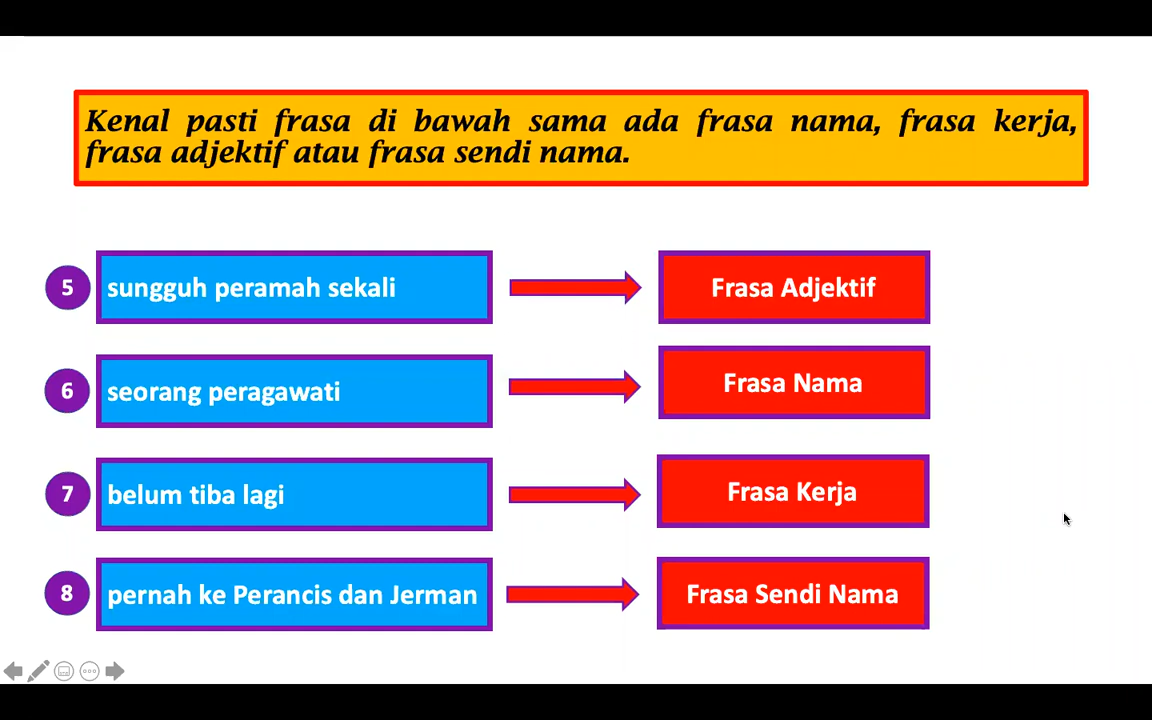 Kenal pasti frasa di bawah sama ada frasa nama, frasa kerja,
frasa adjektif atau frasa sendi nama.
5
sungguh peramah sekali
Frasa Adjektif
6
seorang peragawati
Frasa Nama
7
belum tiba lagi
Frasa Kerja
8
pernah ke Perancis dan Jerman
Frasa Sendi Nama